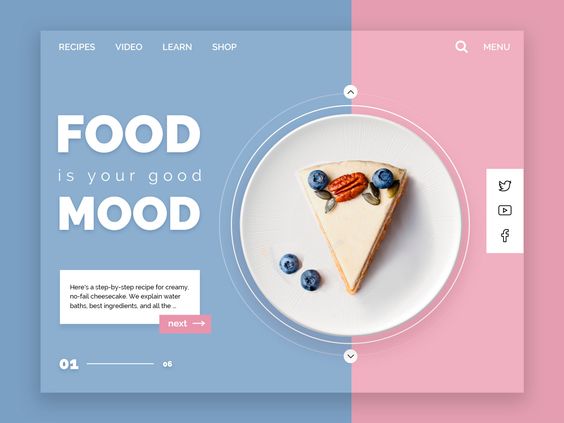 RECIPES VIDEO LEARN SHOP MENU
FOOD
is your good
MOOD
Here's a step-by-step recipe for creamy,
no-fail cheesecake. We explain water
baths, best ingredients, and all the ...
next
01 06